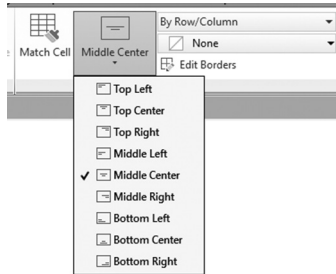 By Row/Column
Match Cell
Middle Center
None
Edit Borders
Top Left
Top Center
Top Right
Middle Left
Middle Center
Middle Right
Bottom Left
Bottom Center
Bottom Right